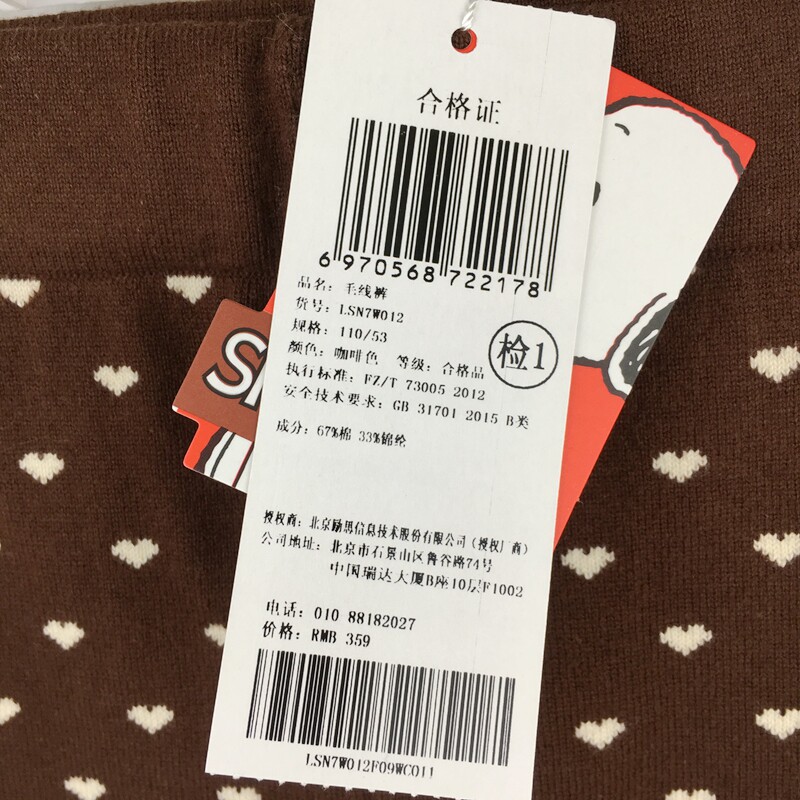 合格证
6 970568 722178
品名: 毛线裤
货号: LSN7W012
规格: 110/53
颜色: 咖啡色 等级: 合格品
检1
执行标准: FZ/T 73005 2012
安全技术要求: GB 31701 2015 B类
成分: 67%棉 33%锦纶
授权商: 北京励思信息技术股份有限公司 (授权厂商)
公司地址: 北京市石景山区鲁谷路74号
中国瑞达大厦B座10层F1002
电话: 010 88182027
价格: RMB 359
LSN7W012F09WC011